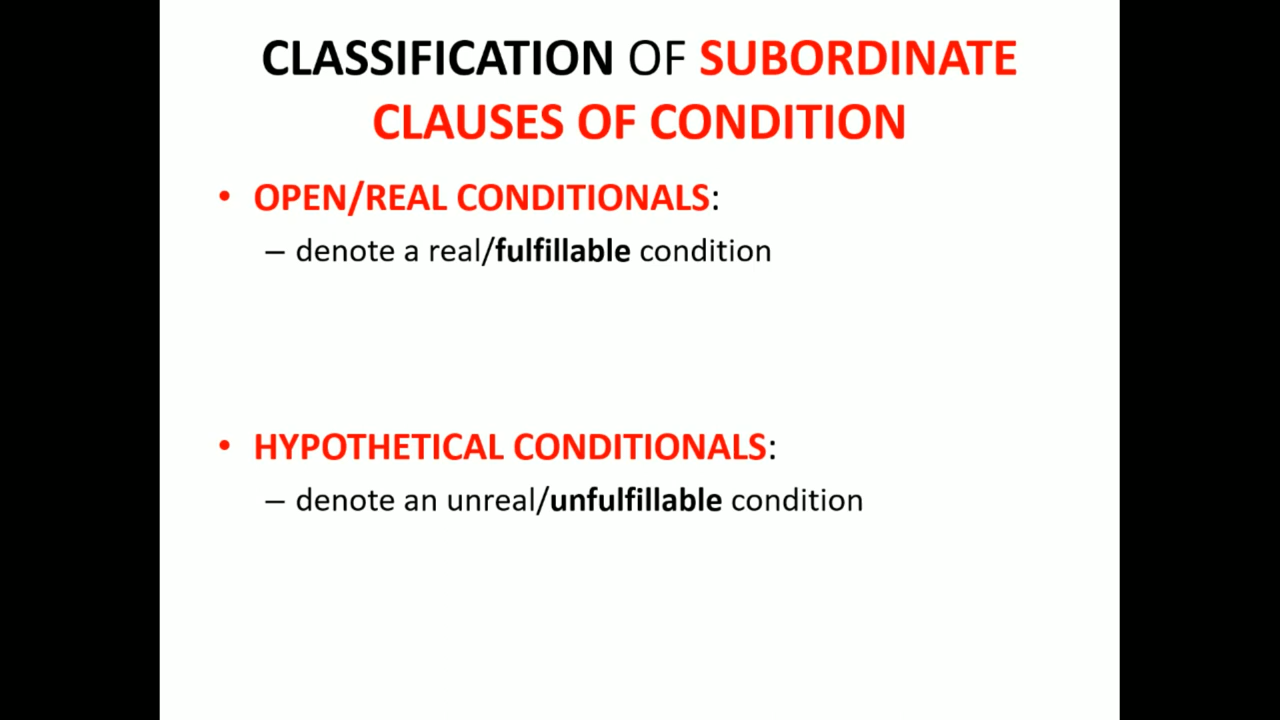 CLASSIFICATION OF SUBORDINATE
CLAUSES OF CONDITION
• OPEN/REAL CONDITIONALS:
– denote a real/fulfillable condition
• HYPOTHETICAL CONDITIONALS:
– denote an unreal/unfulfillable condition